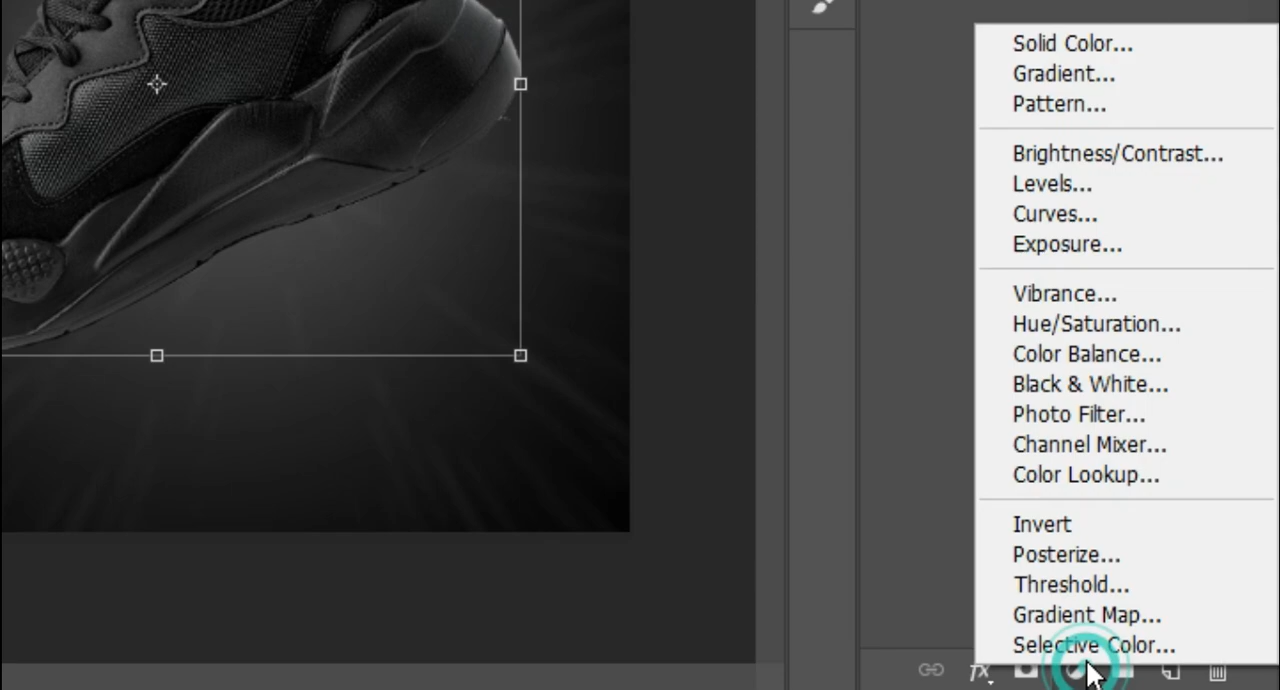 Solid Color...
Gradient...
Pattern...
Brightness/Contrast...
Levels...
Curves...
Exposure...
Vibrance...
Hue/Saturation...
Color Balance...
Black & White...
Photo Filter...
Channel Mixer...
Color Lookup...
Invert
Posterize...
Threshold...
Gradient Map...
Selective Color...
fx